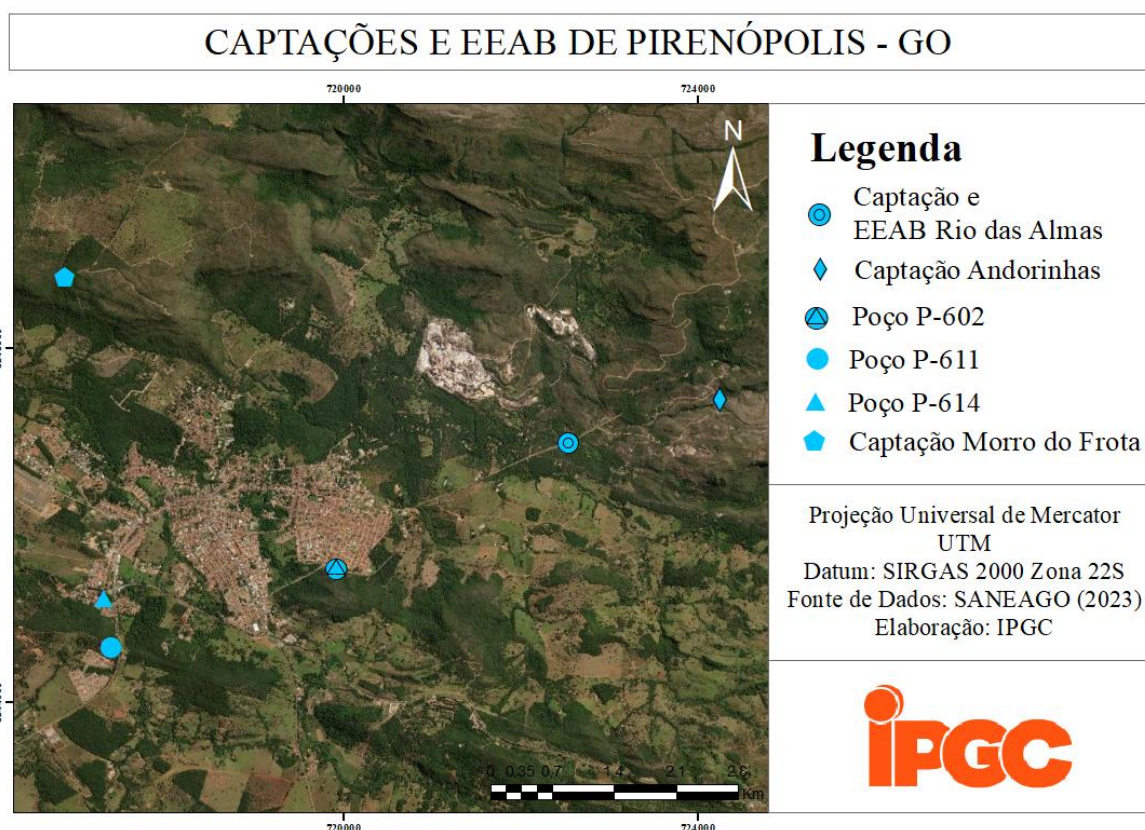 CAPTAÇÕES E EEAB DE PIRENÓPOLIS - GO
720000
724000
N
Legenda
Captação e
EEAB Rio das Almas
Captação Andorinhas
Poço P-602
Poço P-611
Poço P-614
Captação Morro do Frota
Projeção Universal de Mercator
UTM
Datum: SIRGAS 2000 Zona 22S
Fonte de Dados: SANEAGO (2023)
Elaboração: IPGC
iPGC
0 0.35 0.7 1.4 2.1 2.8
Km
720000
724000